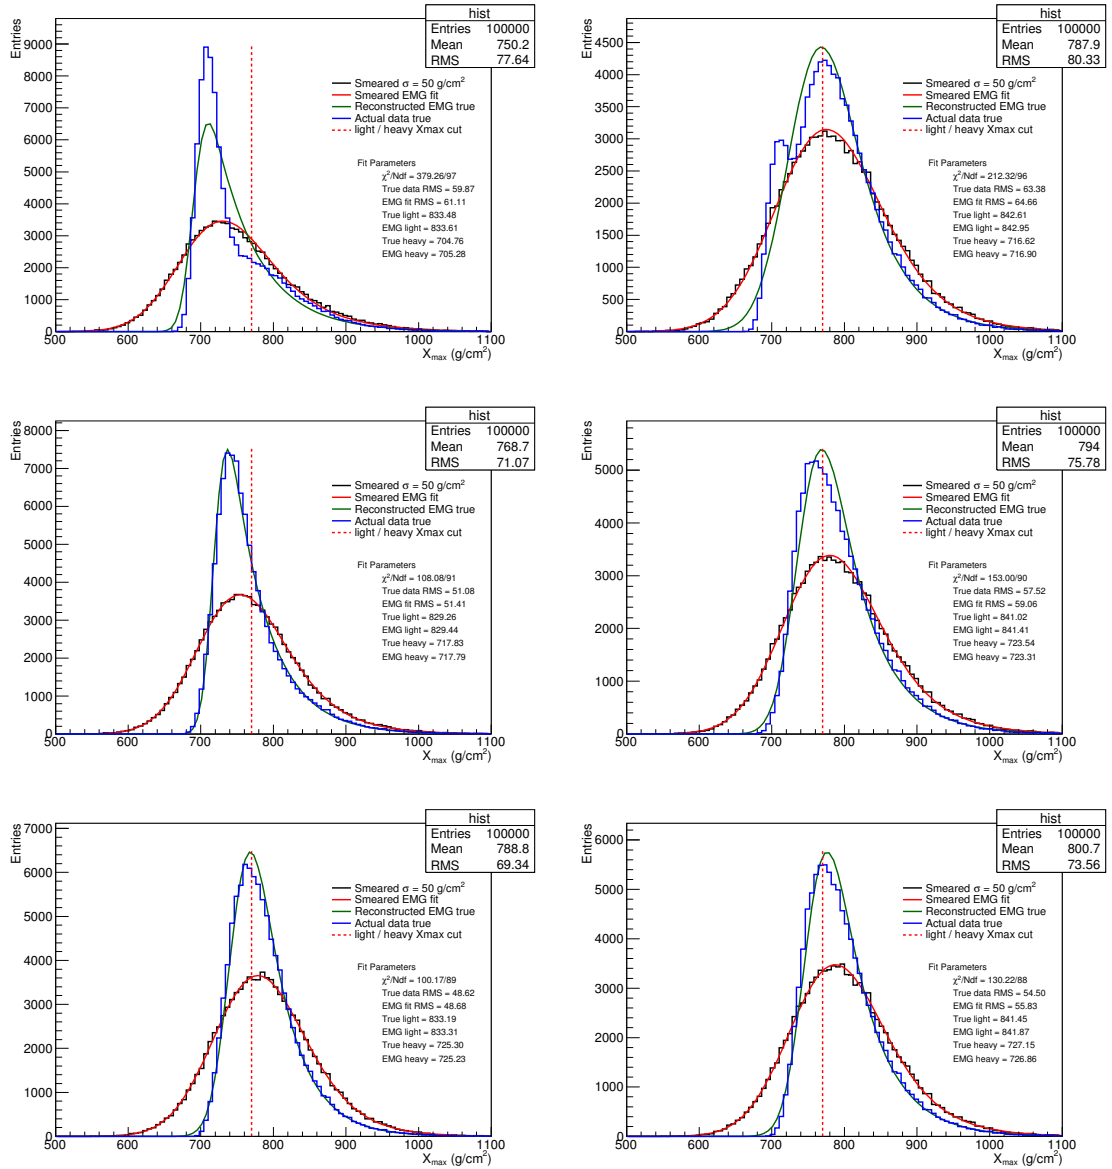 hist
Entries 100000
Mean 750.2
RMS 77.64
Entries
9000
8000
7000
6000
5000
4000
3000
2000
1000
0
Smeared σ = 50 g/cm²
Smeared EMG fit
Reconstructed EMG true
Actual data true
light / heavy Xmax cut
Fit Parameters
χ²/Ndf = 379.26/97
True data RMS = 59.87
EMG fit RMS = 61.11
True light = 833.48
EMG light = 833.61
True heavy = 704.76
EMG heavy = 705.28
500 600 700 800 900 1000 1100
Xmax (g/cm²)
hist
Entries 100000
Mean 787.9
RMS 80.33
Entries
4500
4000
3500
3000
2500
2000
1500
1000
500
0
Smeared σ = 50 g/cm²
Smeared EMG fit
Reconstructed EMG true
Actual data true
light / heavy Xmax cut
Fit Parameters
χ²/Ndf = 212.32/96
True data RMS = 63.38
EMG fit RMS = 64.66
True light = 842.61
EMG light = 842.95
True heavy = 716.62
EMG heavy = 716.90
500 600 700 800 900 1000 1100
Xmax (g/cm²)
hist
Entries 100000
Mean 768.7
RMS 71.07
Entries
8000
7000
6000
5000
4000
3000
2000
1000
0
Smeared σ = 50 g/cm²
Smeared EMG fit
Reconstructed EMG true
Actual data true
light / heavy Xmax cut
Fit Parameters
χ²/Ndf = 108.08/91
True data RMS = 51.08
EMG fit RMS = 51.41
True light = 829.26
EMG light = 829.44
True heavy = 717.83
EMG heavy = 717.79
500 600 700 800 900 1000 1100
Xmax (g/cm²)
hist
Entries 100000
Mean 794
RMS 75.78
Entries
5000
4000
3000
2000
1000
0
Smeared σ = 50 g/cm²
Smeared EMG fit
Reconstructed EMG true
Actual data true
light / heavy Xmax cut
Fit Parameters
χ²/Ndf = 153.00/90
True data RMS = 57.52
EMG fit RMS = 59.06
True light = 841.02
EMG light = 841.41
True heavy = 723.54
EMG heavy = 723.31
500 600 700 800 900 1000 1100
Xmax (g/cm²)
hist
Entries 100000
Mean 788.8
RMS 69.34
Entries
7000
6000
5000
4000
3000
2000
1000
0
Smeared σ = 50 g/cm²
Smeared EMG fit
Reconstructed EMG true
Actual data true
light / heavy Xmax cut
Fit Parameters
χ²/Ndf = 100.17/89
True data RMS = 48.62
EMG fit RMS = 48.68
True light = 833.19
EMG light = 833.31
True heavy = 725.30
EMG heavy = 725.23
500 600 700 800 900 1000 1100
Xmax (g/cm²)
hist
Entries 100000
Mean 800.7
RMS 73.56
Entries
6000
5000
4000
3000
2000
1000
0
Smeared σ = 50 g/cm²
Smeared EMG fit
Reconstructed EMG true
Actual data true
light / heavy Xmax cut
Fit Parameters
χ²/Ndf = 130.22/88
True data RMS = 54.50
EMG fit RMS = 55.83
True light = 841.45
EMG light = 841.87
True heavy = 727.15
EMG heavy = 726.86
500 600 700 800 900 1000 1100
Xmax (g/cm²)